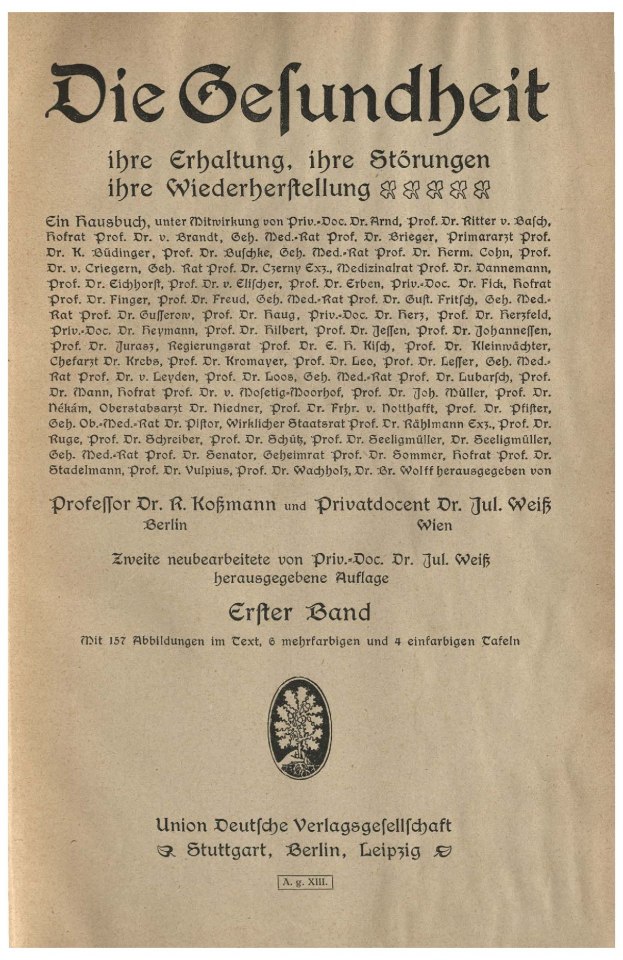 Die Geſundheit
ihre Erhaltung, ihre Störungen
ihre Wiederherſtellung
Ein Hausbuch, unter Mitwirkung von Priv.-Doc. Dr. Arnd, Prof. Dr. Ritter v. Baſch,
Hofrat Prof. Dr. v. Brandt, Geh. Med.-Rat Prof. Dr. Brieger, Primararzt Prof.
Dr. K. Büdinger, Prof. Dr. Buſchke, Geh. Med.-Rat Prof. Dr. Herm. Cohn, Prof.
Dr. v. Criegern, Geh. Rat Prof. Dr. Czerny Exz., Medizinalrat Prof. Dr. Dannemann,
Prof. Dr. Eichhorſt, Prof. Dr. v. Eliſcher, Prof. Dr. Erben, Priv.-Doc. Dr. Fick, Hofrat
Prof. Dr. Finger, Prof. Dr. Freud, Geh. Med.-Rat Prof. Dr. Guſt. Fritſch, Geh. Med.-
Rat Prof. Dr. Guſſerow, Prof. Dr. Haug, Priv.-Doc. Dr. Herz, Prof. Dr. Herzfeld,
Priv.-Doc. Dr. Heymann, Prof. Dr. Hilbert, Prof. Dr. Jeſſen, Prof. Dr. Johanneſſen,
Prof. Dr. Juraſz, Regierungsrat Prof. Dr. E. H. Kiſch, Prof. Dr. Kleinwächter,
Chefarzt Dr. Krebs, Prof. Dr. Kromayer, Prof. Dr. Leo, Prof. Dr. Leſſer, Geh. Med.-
Rat Prof. Dr. v. Leyden, Prof. Dr. Loos, Geh. Med.-Rat Prof. Dr. Lubarſch, Prof.
Dr. Mann, Hofrat Prof. Dr. v. Moſetig-Moorhof, Prof. Dr. Joh. Müller, Prof. Dr.
Nékám, Oberstabsarzt Dr. Niedner, Prof. Dr. Frhr. v. Notthafft, Prof. Dr. Pfiſter,
Geh. Ob.-Med.-Rat Dr. Piſtor, Wirklicher Staatsrat Prof. Dr. Rählmann Exz., Prof. Dr.
Ruge, Prof. Dr. Schreiber, Prof. Dr. Schütz, Prof. Dr. Seeligmüller, Dr. Seeligmüller,
Geh. Med.-Rat Prof. Dr. Senator, Geheimrat Prof. Dr. Sommer, Hofrat Prof. Dr.
Stadelmann, Prof. Dr. Vulpius, Prof. Dr. Wachholz, Dr. Br. Wolff herausgegeben von
Profeſſor Dr. R. Koßmann und Privatdocent Dr. Jul. Weiß
Berlin Wien
Zweite neubearbeitete von Priv.-Doc. Dr. Jul. Weiß
herausgegebene Auflage
Erſter Band
Mit 157 Abbildungen im Text, 6 mehrfarbigen und 4 einfarbigen Tafeln
Union Deutſche Verlagsgeſellſchaft
Stuttgart, Berlin, Leipzig
A. g. XIII.